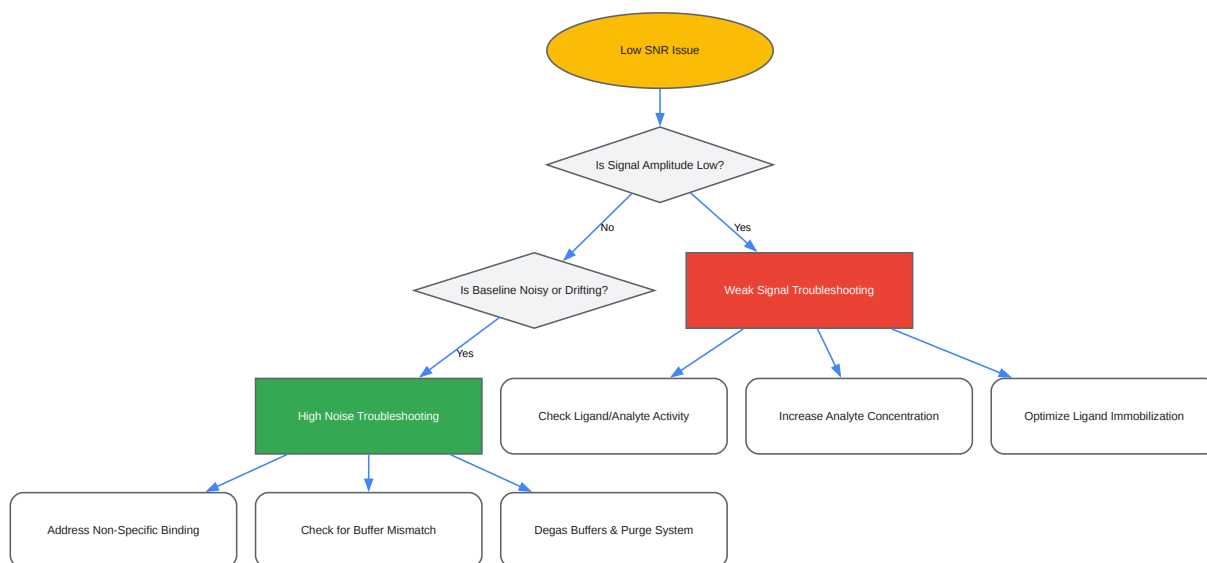 Low SNR Issue
Is Signal Amplitude Low?
No
Yes
Is Baseline Noisy or Drifting?
Weak Signal Troubleshooting
Yes
High Noise Troubleshooting
Check Ligand/Analyte Activity
Increase Analyte Concentration
Optimize Ligand Immobilization
Address Non-Specific Binding
Check for Buffer Mismatch
Degas Buffers & Purge System